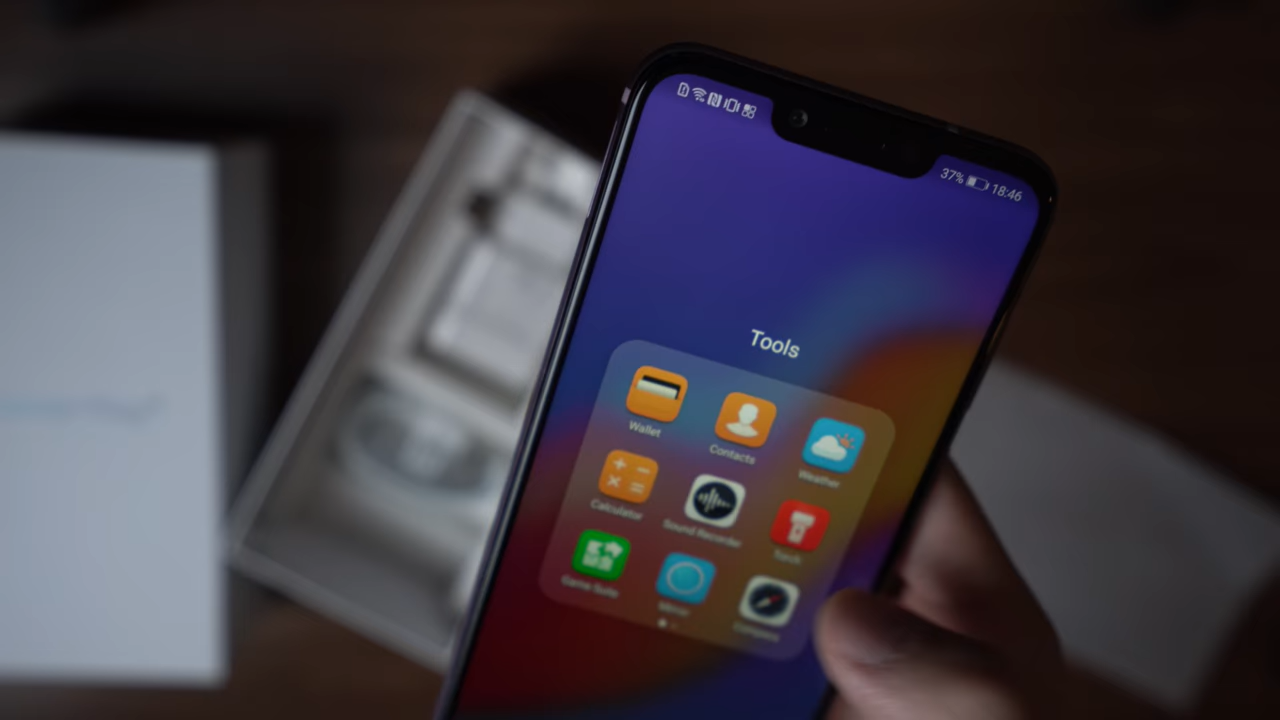 37% 18:46
Tools
Wallet
Contacts
Weather
Calculator
Sound Recorder
Torch
Game Suite
Mirror
Compass